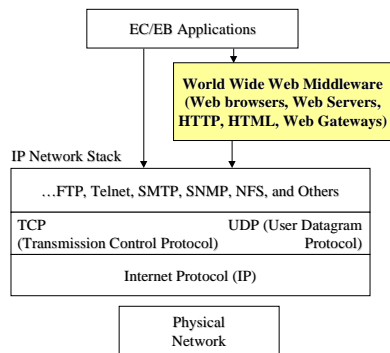 EC/EB Applications
World Wide Web Middleware
(Web browsers, Web Servers,
HTTP, HTML, Web Gateways)
IP Network Stack
…FTP, Telnet, SMTP, SNMP, NFS, and Others
TCP
(Transmission Control Protocol)
UDP (User Datagram
Protocol)
Internet Protocol (IP)
Physical
Network